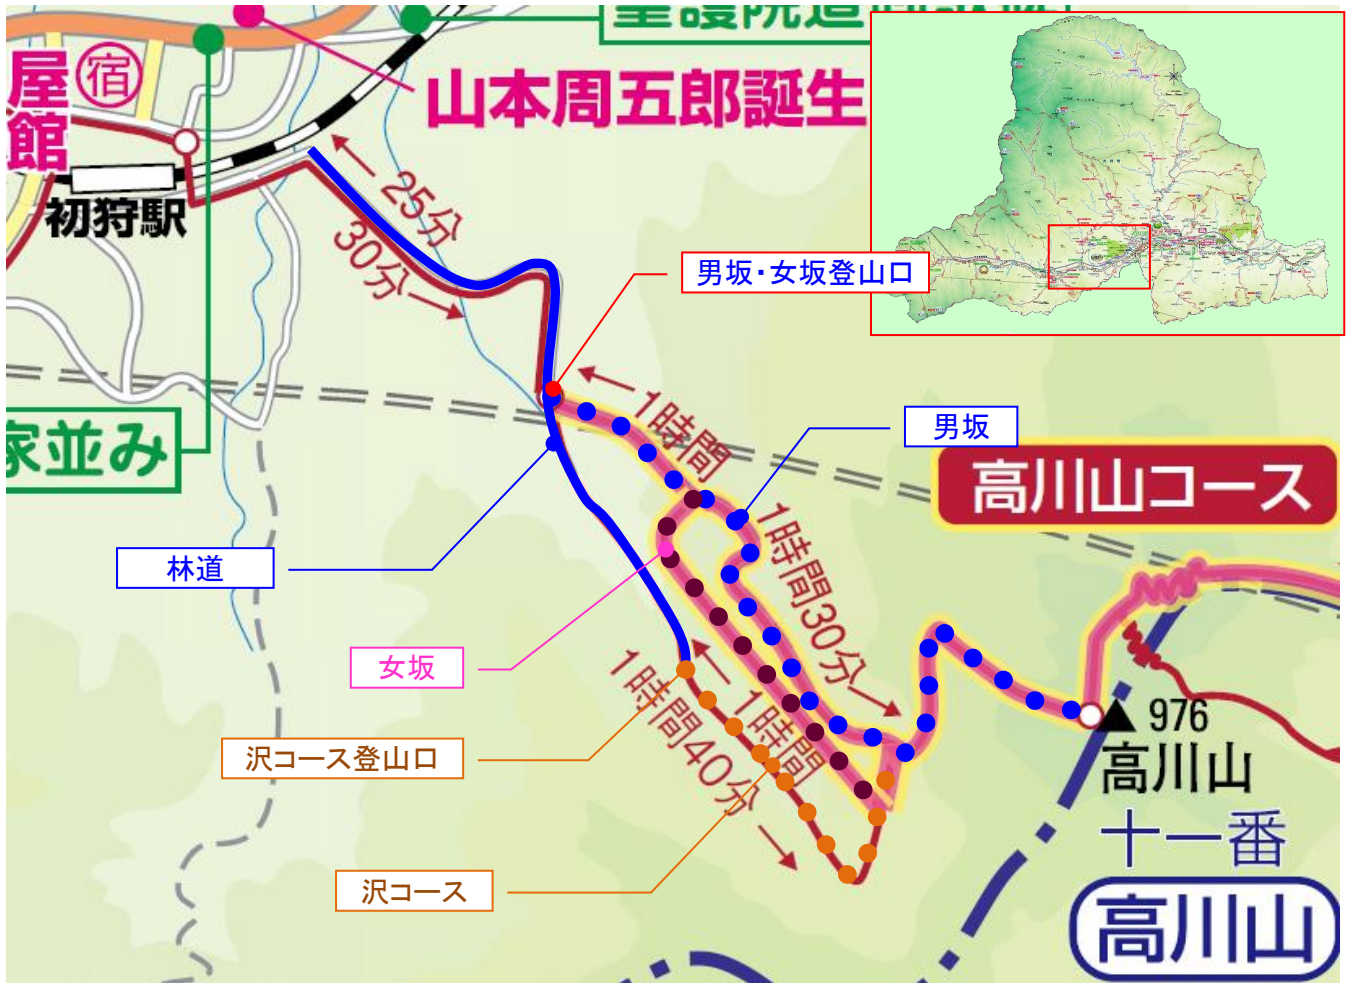 屋
館
宿
山本周五郎誕生
初狩駅
25分
30分
男坂・女坂登山口
1時間
男坂
高川山コース
家並み
林道
1時間30分
女坂
1時間
1時間40分
沢コース登山口
沢コース
976
高川山
十一番
高川山